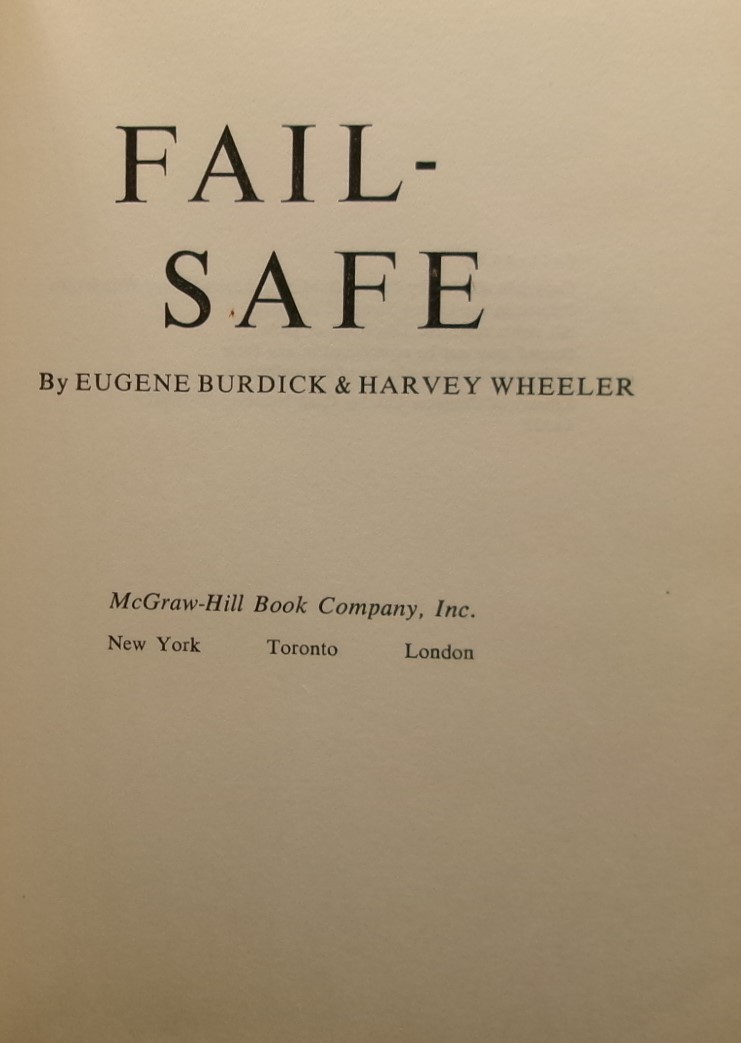 FAIL-
SAFE
By EUGENE BURDICK & HARVEY WHEELER
McGraw-Hill Book Company, Inc.
New York Toronto London